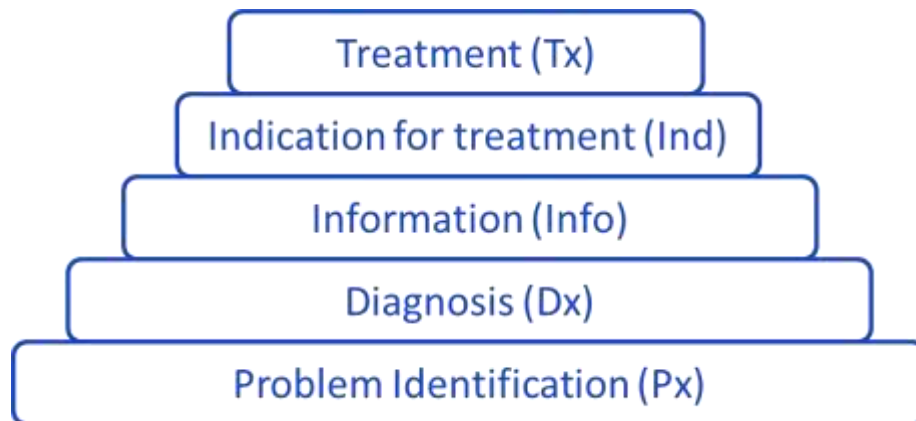 Treatment (Tx)
Indication for treatment (Ind)
Information (Info)
Diagnosis (Dx)
Problem Identification (Px)